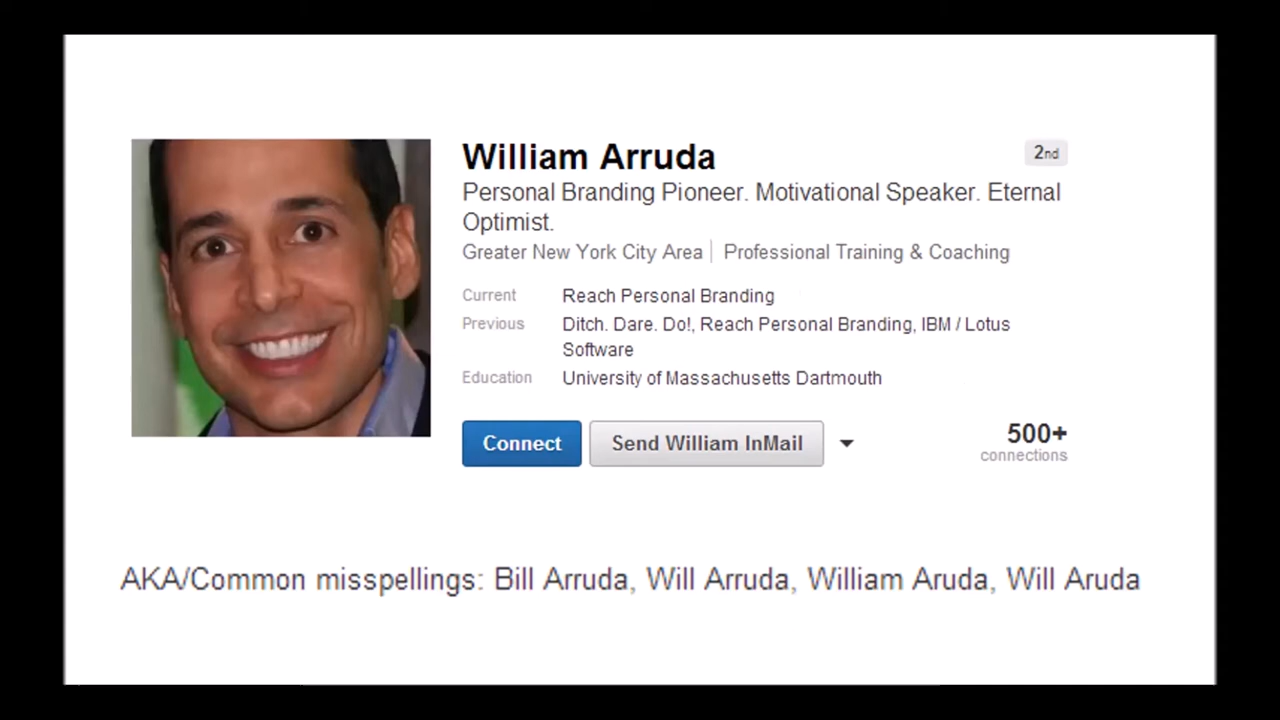 William Arruda
2nd
Personal Branding Pioneer. Motivational Speaker. Eternal
Optimist.
Greater New York City Area | Professional Training & Coaching
Current Reach Personal Branding
Previous Ditch. Dare. Do!, Reach Personal Branding, IBM / Lotus
Software
Education University of Massachusetts Dartmouth
Connect Send William InMail
500+
connections
AKA/Common misspellings: Bill Arruda, Will Arruda, William Aruda, Will Aruda